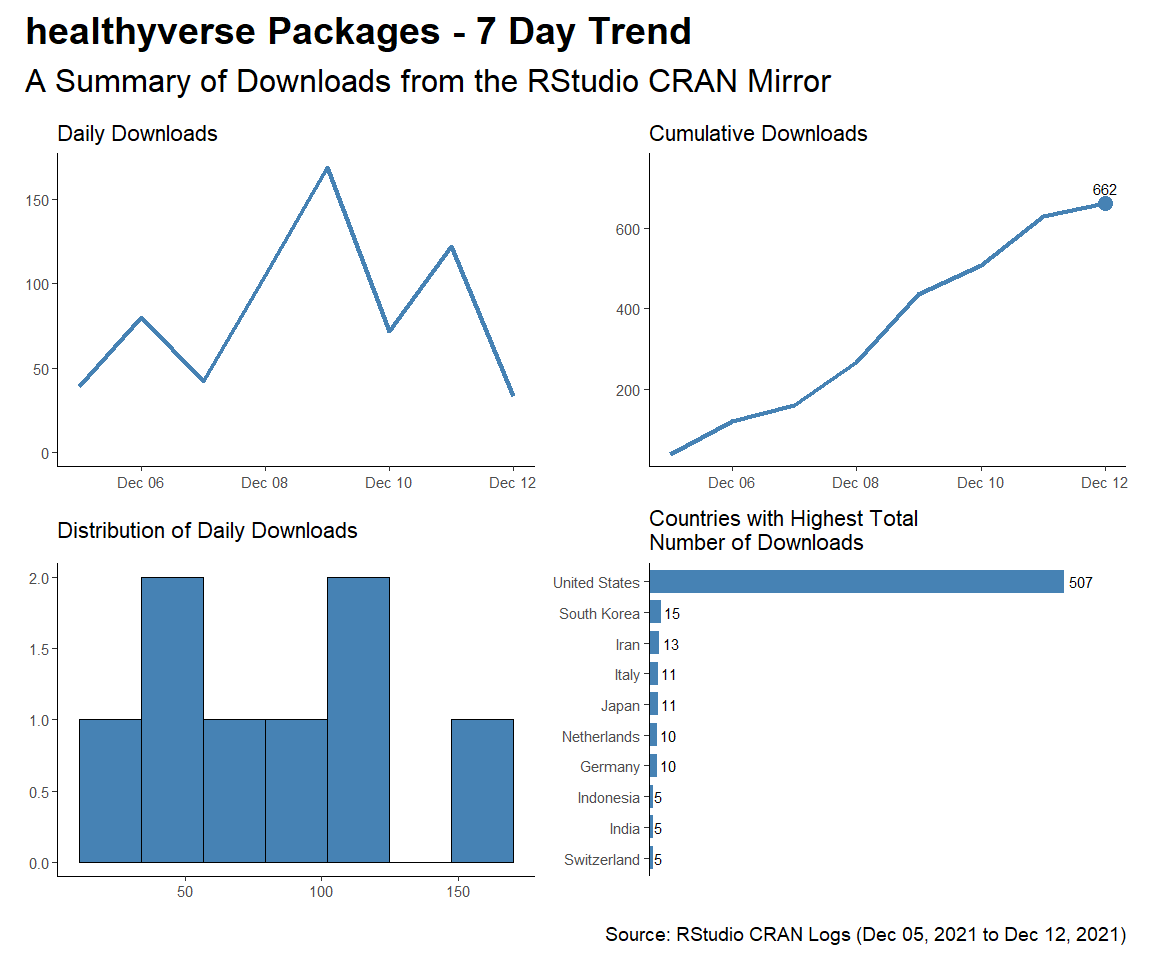 healthyverse Packages - 7 Day Trend
A Summary of Downloads from the RStudio CRAN Mirror
Daily Downloads
150
100
50
0
Dec 06 Dec 08 Dec 10 Dec 12
Cumulative Downloads
662
600
400
200
Dec 06 Dec 08 Dec 10 Dec 12
Distribution of Daily Downloads
2.0
1.5
1.0
0.5
0.0
50 100 150
Countries with Highest Total
Number of Downloads
United States 507
South Korea 15
Iran 13
Italy 11
Japan 11
Netherlands 10
Germany 10
Indonesia 5
India 5
Switzerland 5
Source: RStudio CRAN Logs (Dec 05, 2021 to Dec 12, 2021)